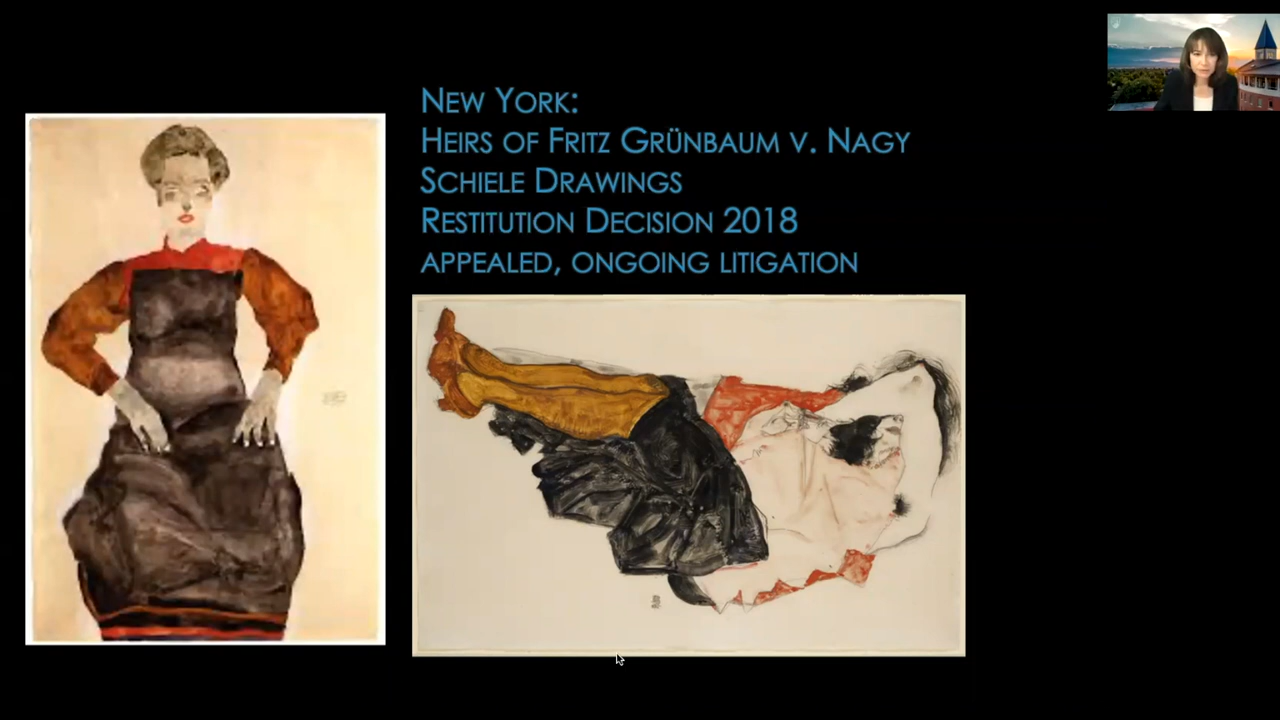 NEW YORK:
HEIRS OF FRITZ GRÜNBAUM V. NAGY
SCHIELE DRAWINGS
RESTITUTION DECISION 2018
APPEALED, ONGOING LITIGATION